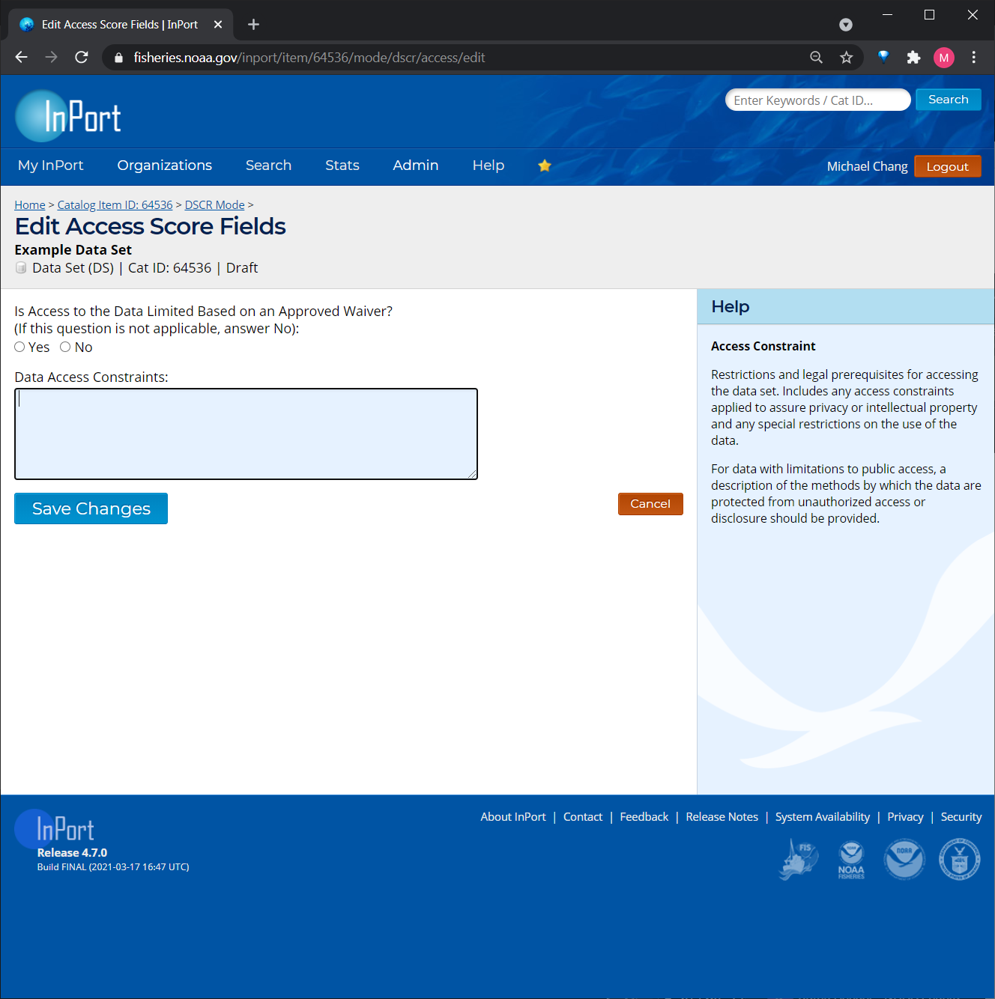 Edit Access Score Fields | InPort
fisheries.noaa.gov/inport/item/64536/mode/dscr/access/edit
M
InPort
Enter Keywords / Cat ID...
Search
My InPort Organizations Search Stats Admin Help
Michael Chang
Logout
Home > Catalog Item ID: 64536 > DSCR Mode >
Edit Access Score Fields
Example Data Set
Data Set (DS) | Cat ID: 64536 | Draft
Is Access to the Data Limited Based on an Approved Waiver?
(If this question is not applicable, answer No):
Yes No
Data Access Constraints:
Save Changes
Cancel
Help
Access Constraint
Restrictions and legal prerequisites for accessing
the data set. Includes any access constraints
applied to assure privacy or intellectual property
and any special restrictions on the use of the
data.
For data with limitations to public access, a
description of the methods by which the data are
protected from unauthorized access or
disclosure should be provided.
InPort
Release 4.7.0
Build FINAL (2021-03-17 16:47 UTC)
About InPort | Contact | Feedback | Release Notes | System Availability | Privacy | Security
FIS
NOAA
FISHERIES
NOAA